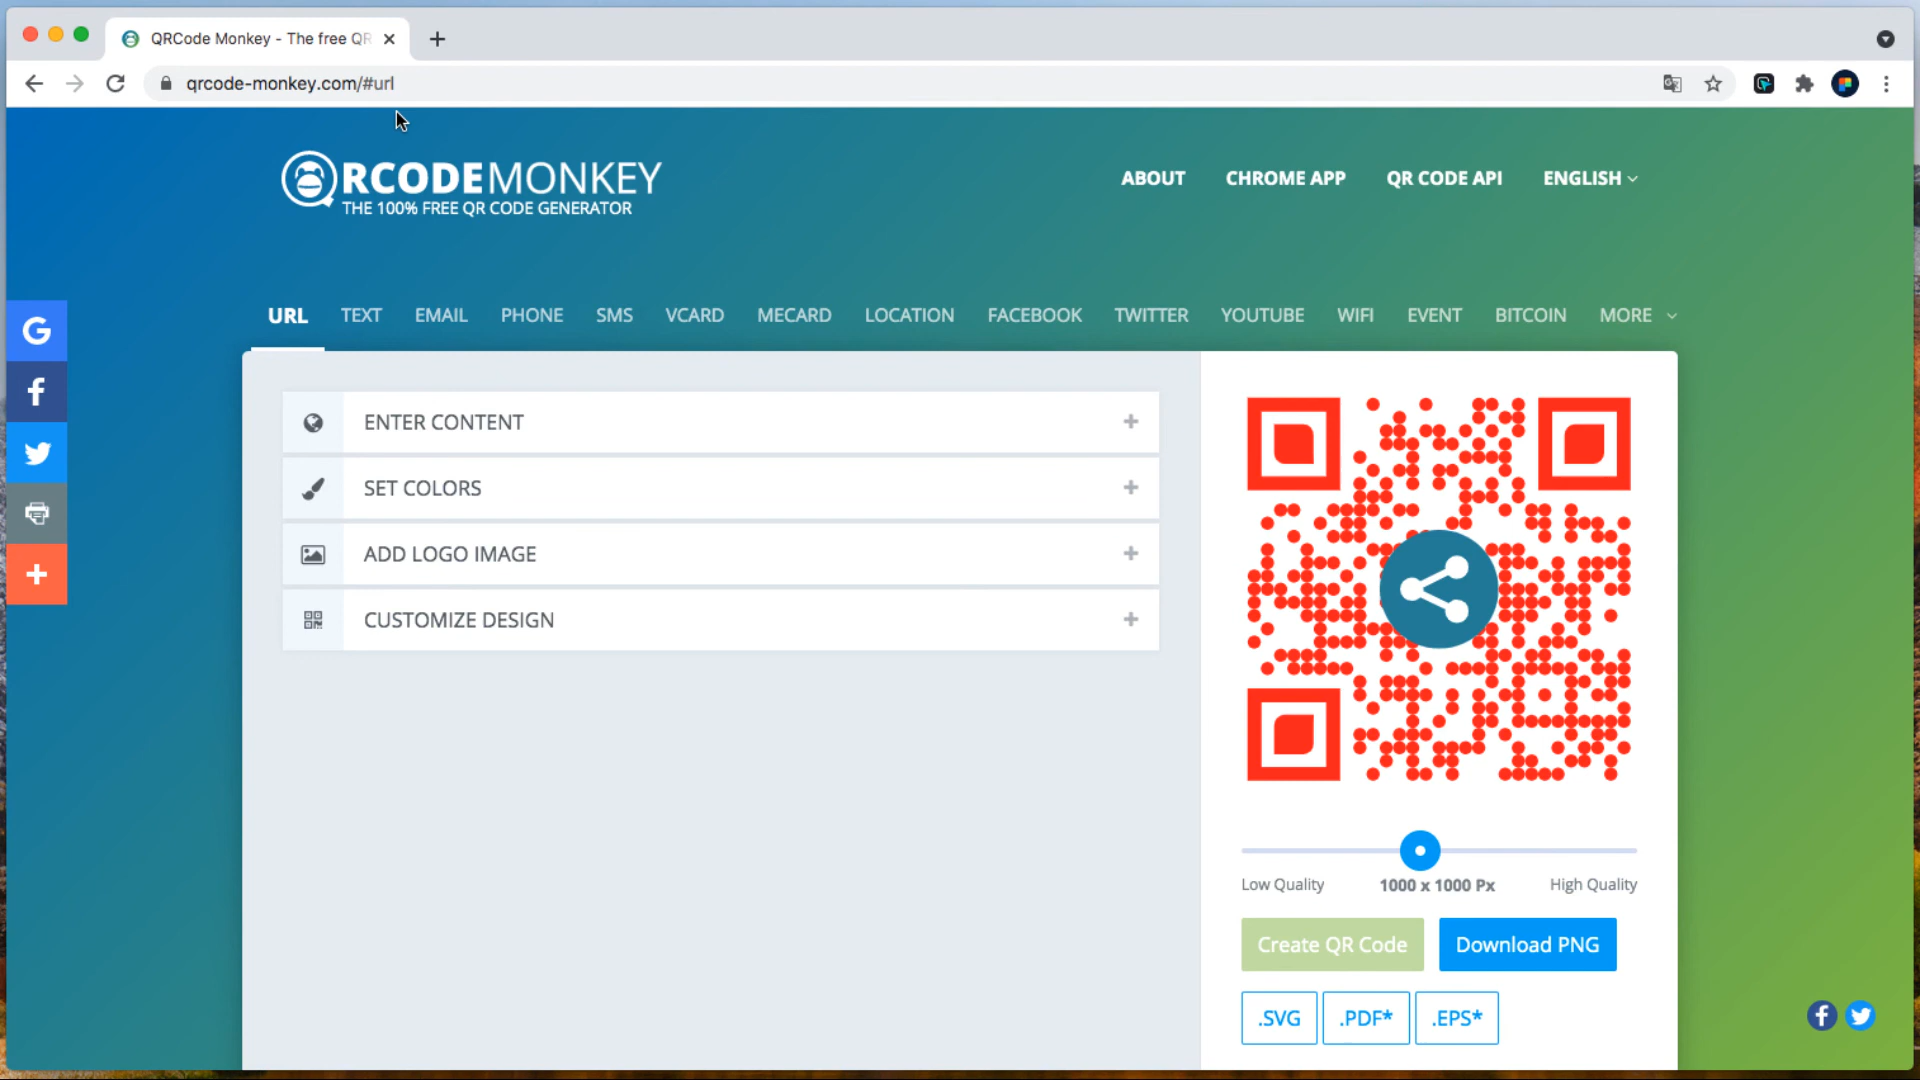 QRCode Monkey - The free QR
qrcode-monkey.com/#url
RCODEMONKEY
THE 100% FREE QR CODE GENERATOR
ABOUT CHROME APP QR CODE API ENGLISH
URL TEXT EMAIL PHONE SMS VCARD MECARD LOCATION FACEBOOK TWITTER YOUTUBE WIFI EVENT BITCOIN MORE
ENTER CONTENT
SET COLORS
ADD LOGO IMAGE
CUSTOMIZE DESIGN
Low Quality 1000 x 1000 Px High Quality
Create QR Code Download PNG
.SVG .PDF* .EPS*